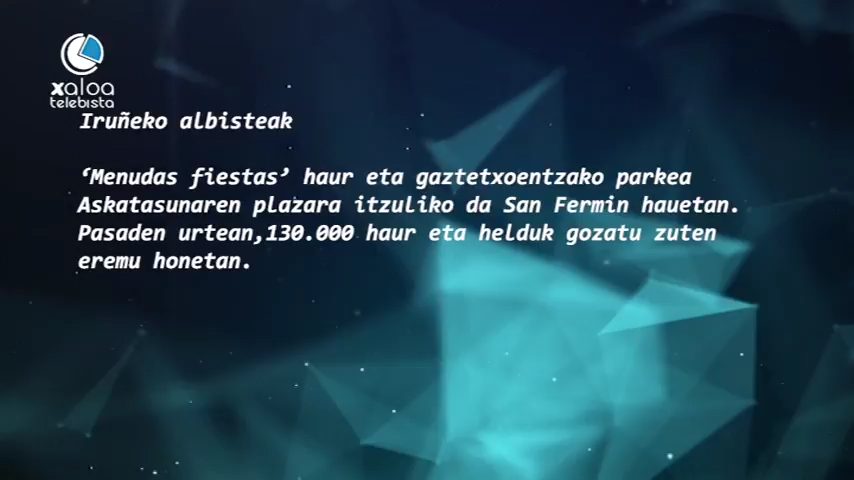 xaloa
telebista
Iruñeko albisteak
‘Menudas fiestas’ haur eta gaztetxoentzako parkea
Askatasunaren plazara itzuliko da San Fermin hauetan.
Pasaden urtean,130.000 haur eta helduk gozatu zuten
eremu honetan.